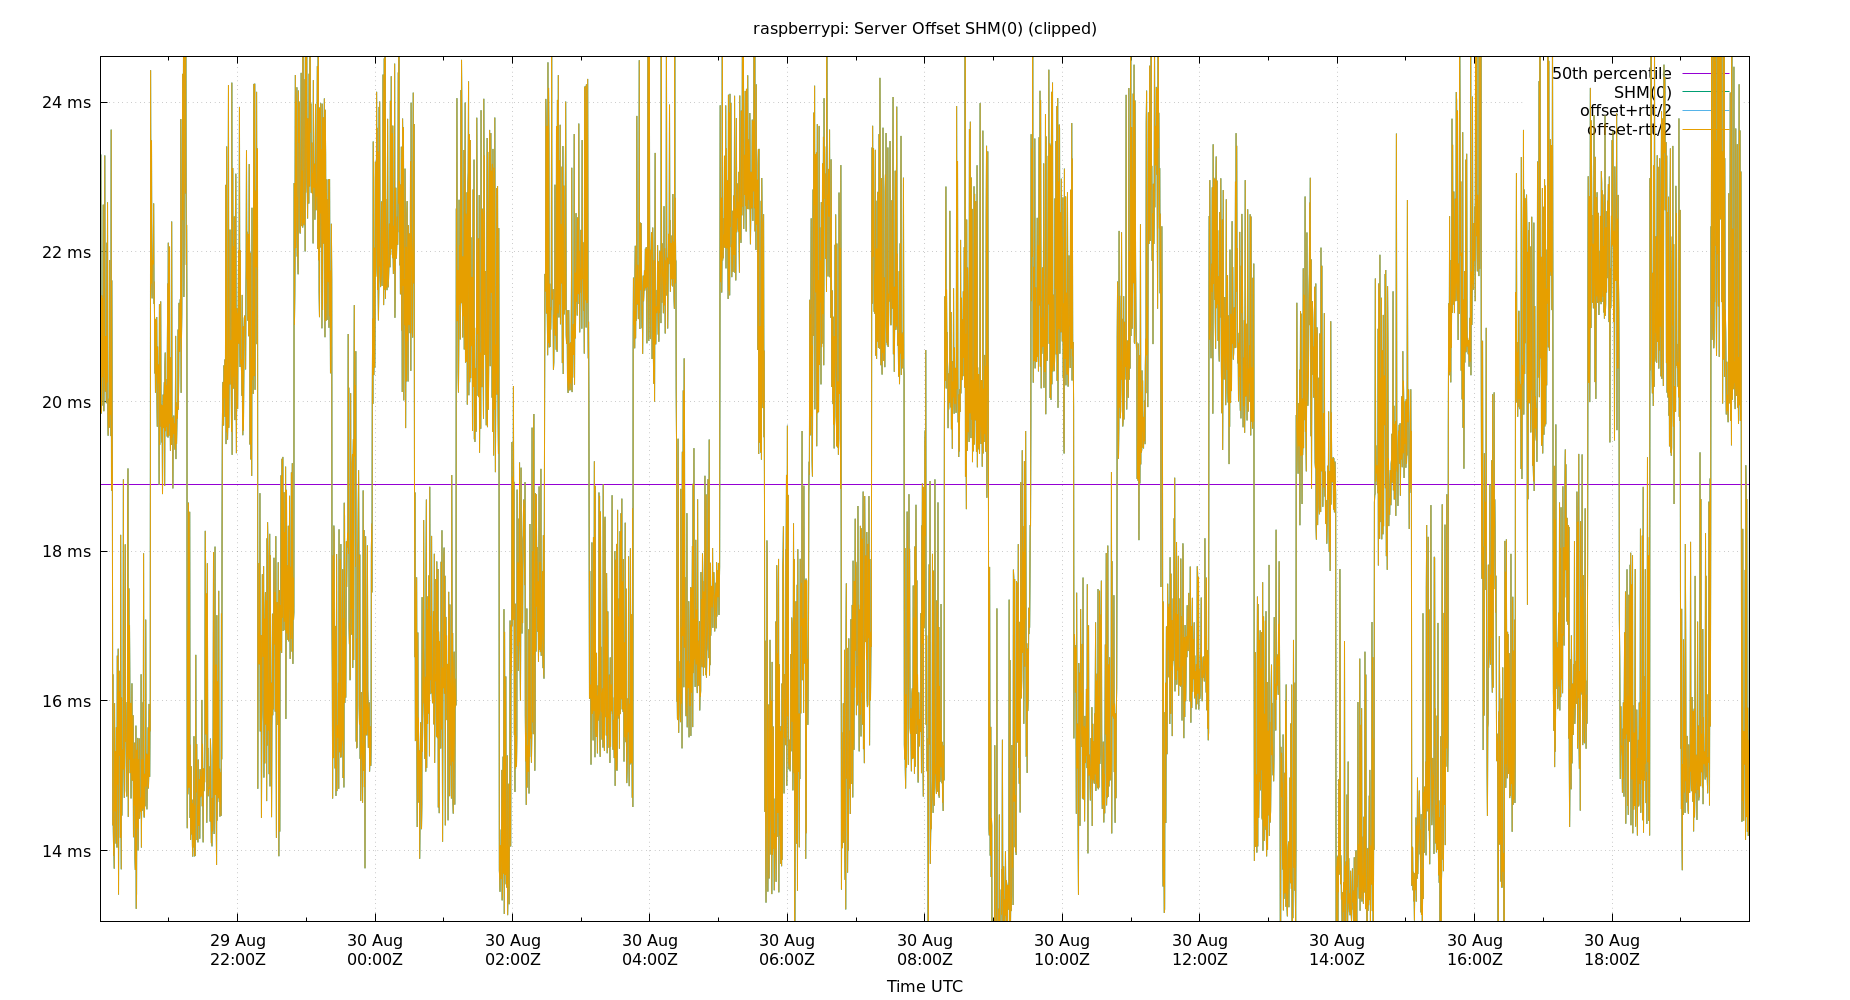 raspberrypi: Server Offset SHM(0) (clipped)
50th percentile
SHM(0)
offset+rtt/2
offset-rtt/2
24 ms
22 ms
20 ms
18 ms
16 ms
14 ms
29 Aug
22:00Z
30 Aug
00:00Z
30 Aug
02:00Z
30 Aug
04:00Z
30 Aug
06:00Z
30 Aug
08:00Z
30 Aug
10:00Z
30 Aug
12:00Z
30 Aug
14:00Z
30 Aug
16:00Z
30 Aug
18:00Z
Time UTC